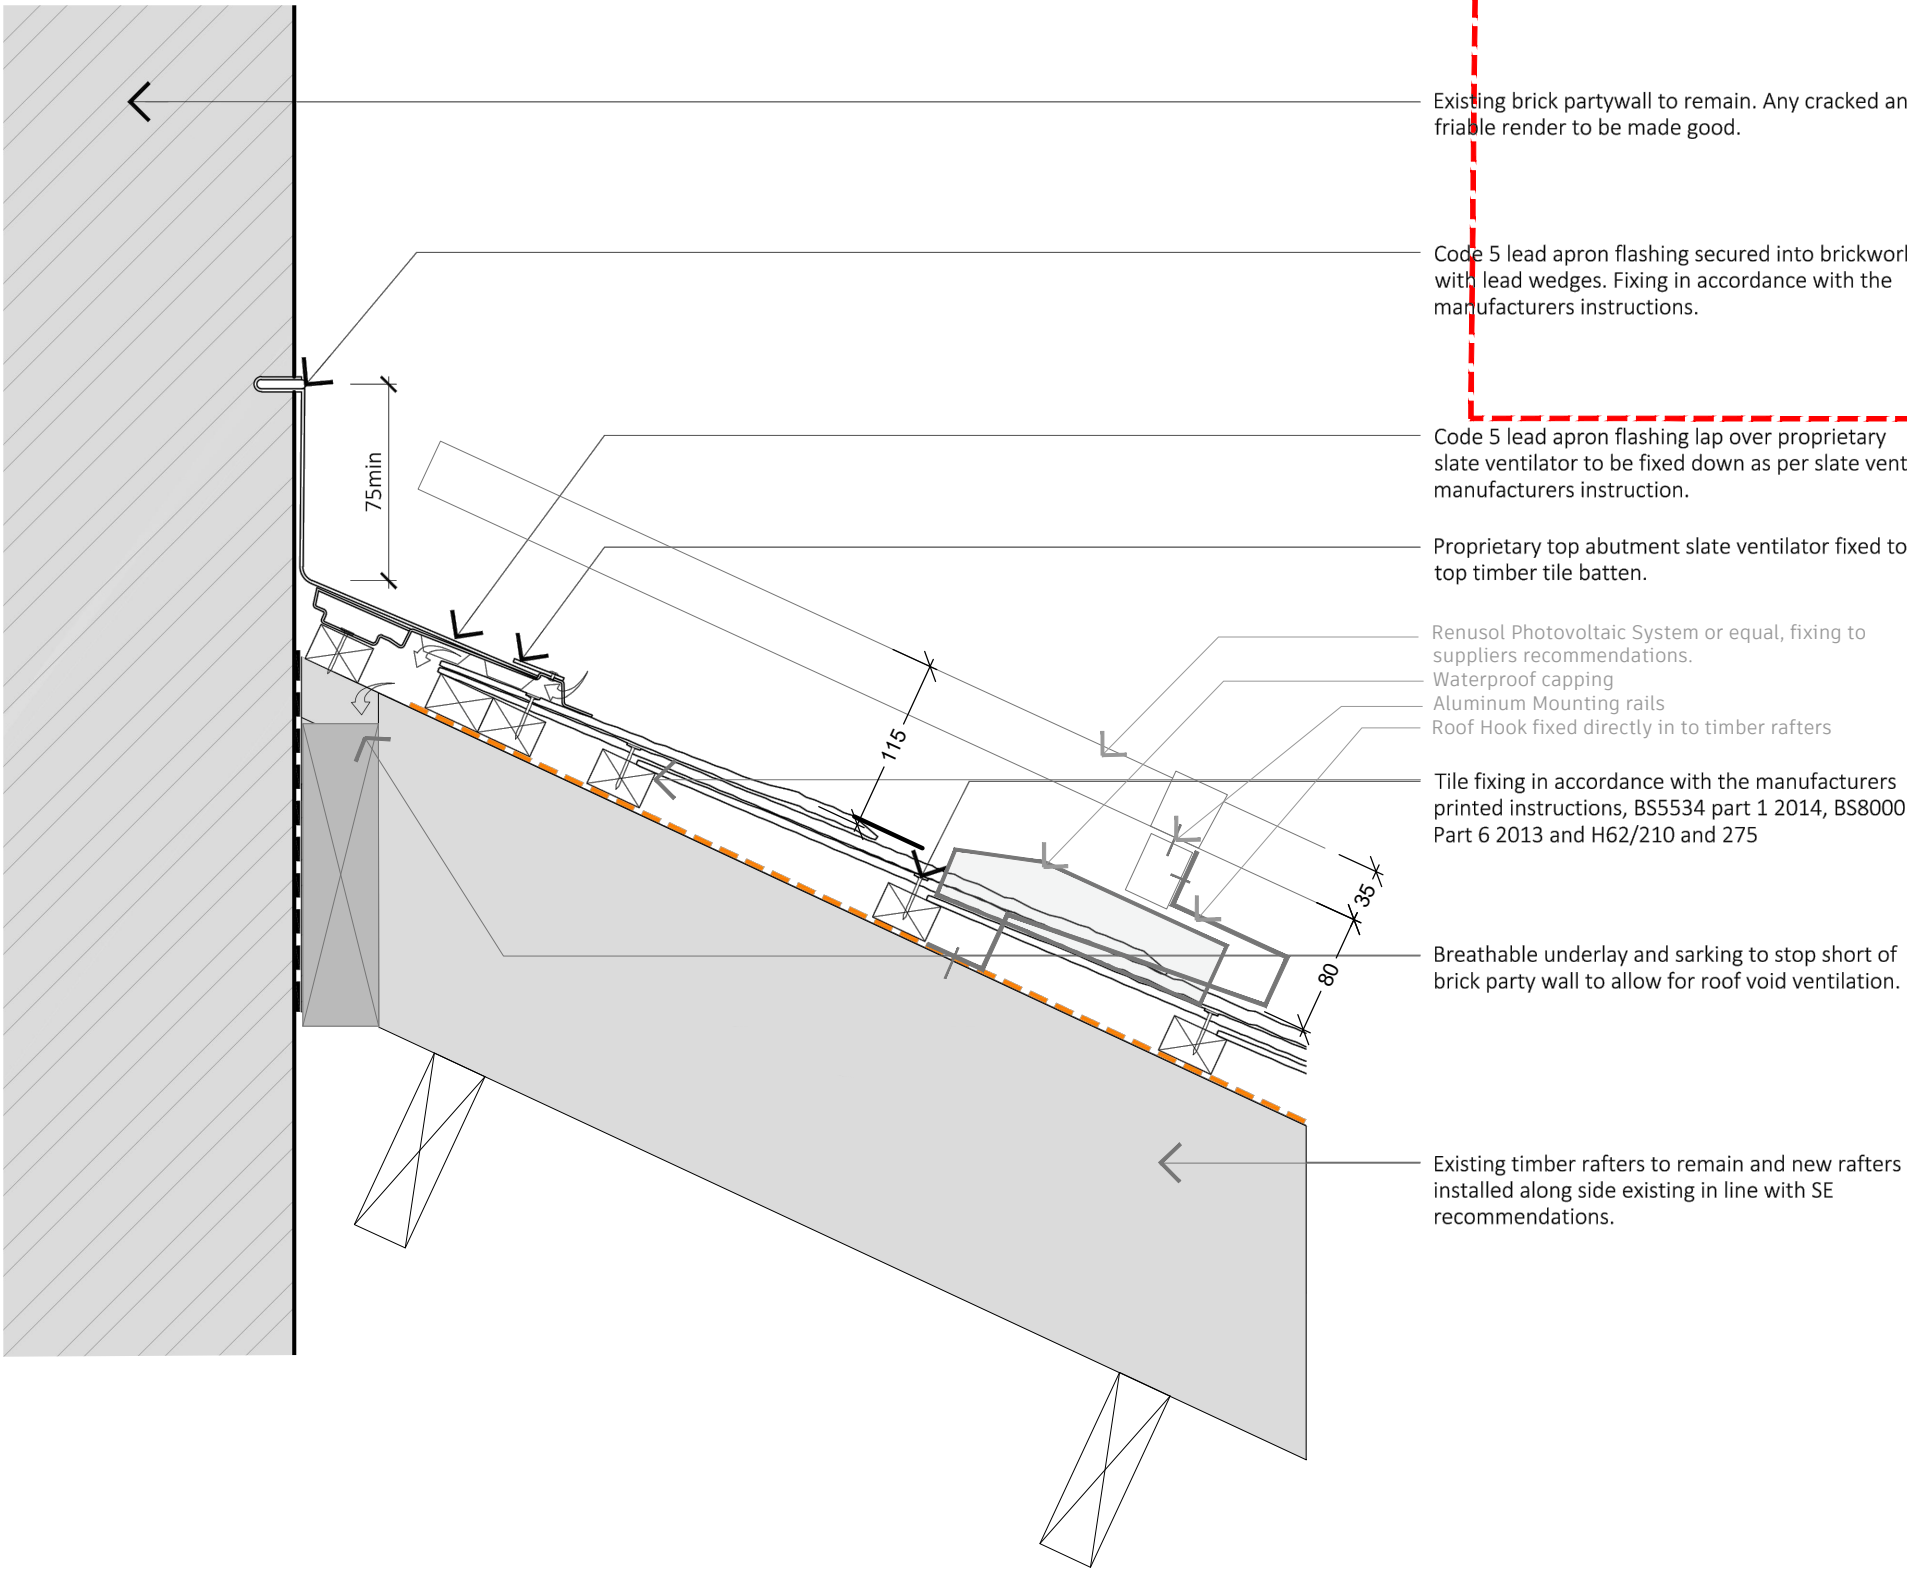 Existing brick partywall to remain. Any cracked an
friable render to be made good.
Code 5 lead apron flashing secured into brickwork
with lead wedges. Fixing in accordance with the
manufacturers instructions.
75min
Code 5 lead apron flashing lap over proprietary
slate ventilator to be fixed down as per slate vent
manufacturers instruction.
Proprietary top abutment slate ventilator fixed to
top timber tile batten.
Renusol Photovoltaic System or equal, fixing to
suppliers recommendations.
Waterproof capping
Aluminum Mounting rails
Roof Hook fixed directly in to timber rafters
115
Tile fixing in accordance with the manufacturers
printed instructions, BS5534 part 1 2014, BS8000
Part 6 2013 and H62/210 and 275
35
80
Breathable underlay and sarking to stop short of
brick party wall to allow for roof void ventilation.
Existing timber rafters to remain and new rafters
installed along side existing in line with SE
recommendations.